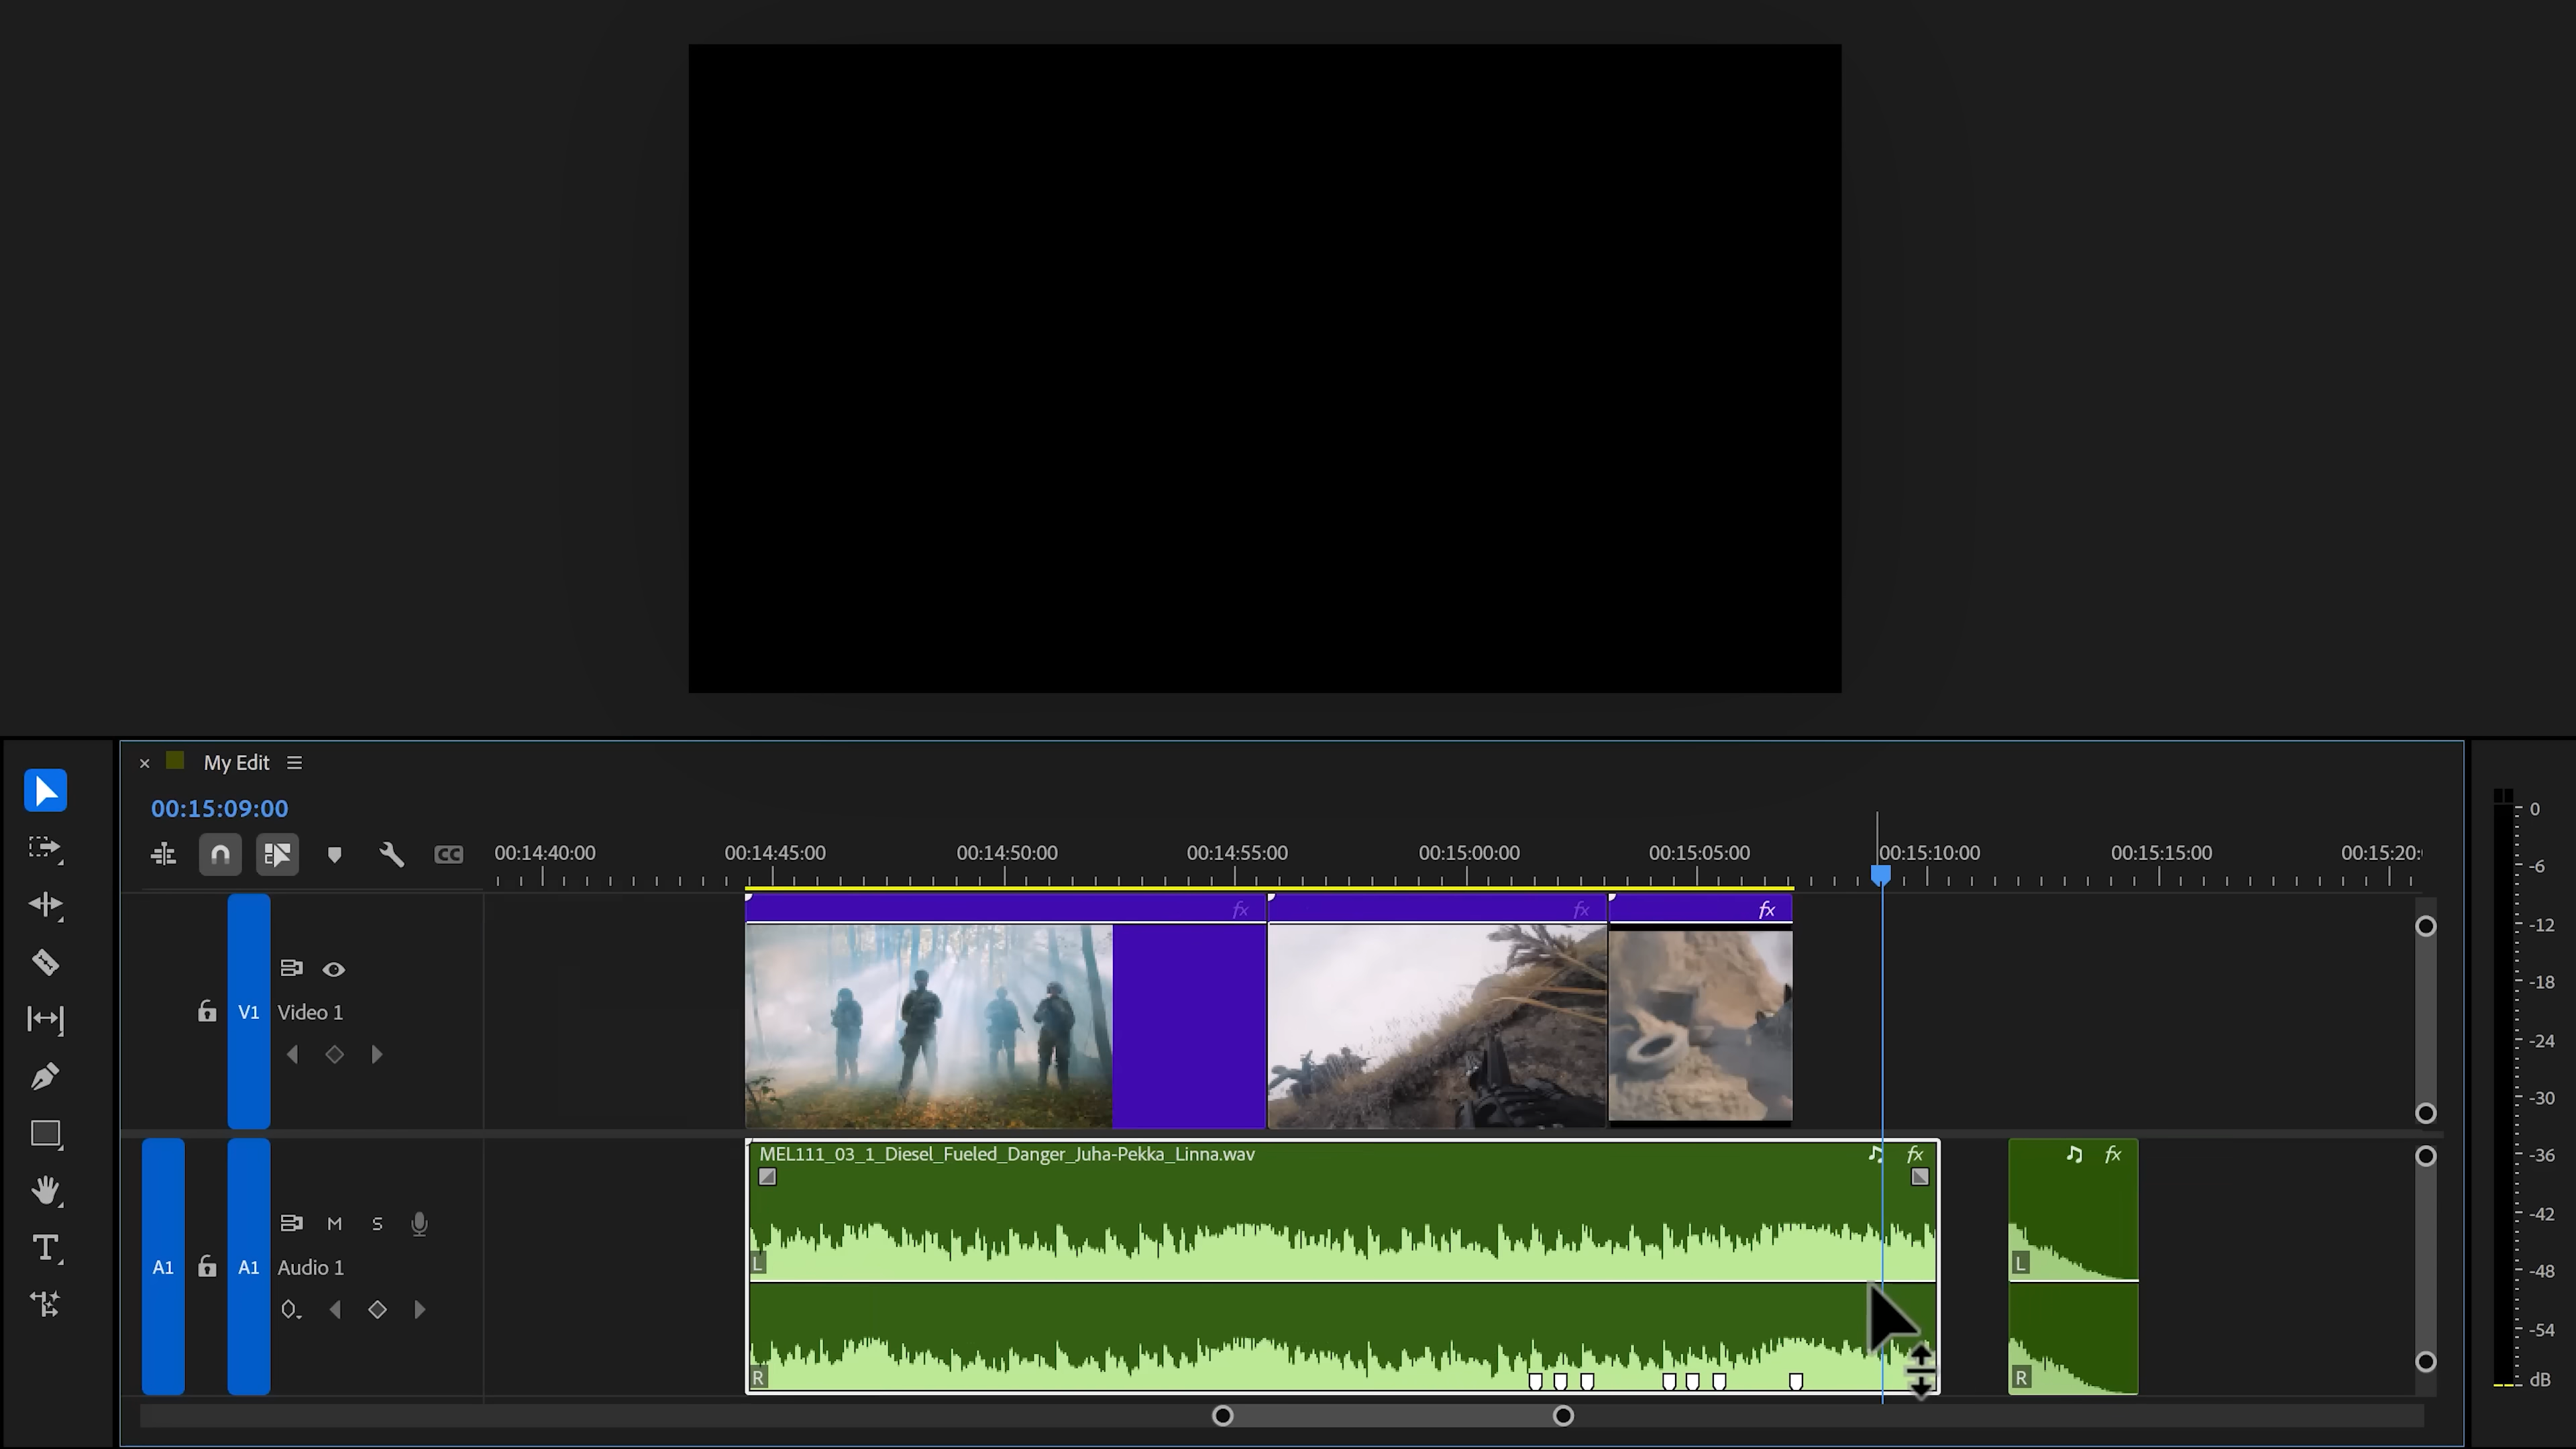 My Edit
00:15:09:00
CC
00:14:40:00
00:14:45:00
00:14:50:00
00:14:55:00
00:15:00:00
00:15:05:00
00:15:10:00
00:15:15:00
00:15:20:
fx
fx
fx
V1
Video 1
MEL111_03_1_Diesel_Fueled_Danger_Juha-Pekka_Linna.wav
fx
fx
M
S
A1
A1
Audio 1
L
R
L
R
0
-6
-12
-18
-24
-30
-36
-42
-48
-54
dB